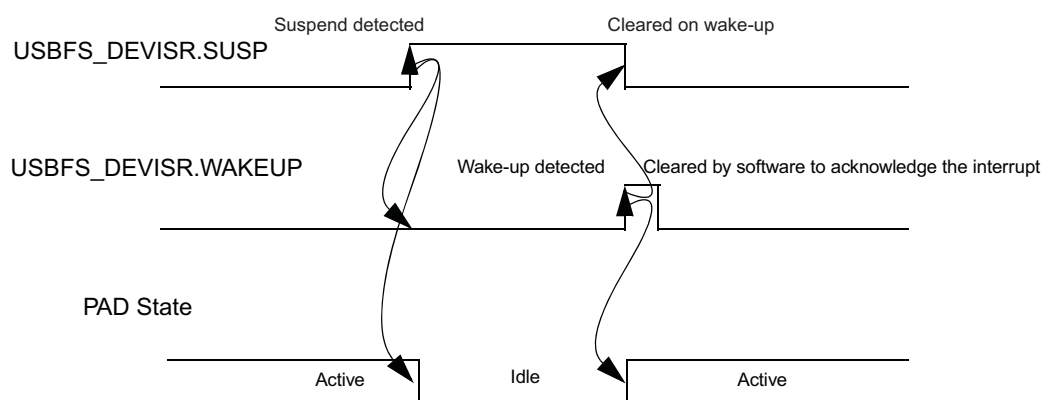 Suspend detected
Cleared on wake-up
USBFS_DEVISR.SUSP
USBFS_DEVISR.WAKEUP
Wake-up detected
Cleared by software to acknowledge the interrupt
PAD State
Active
Idle
Active